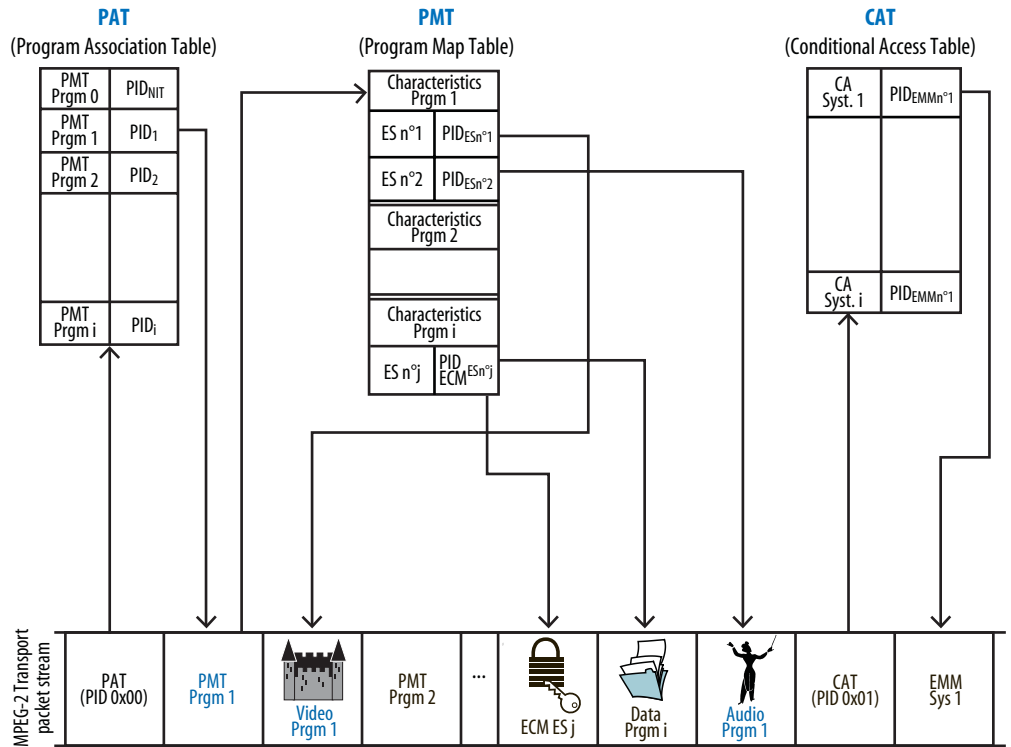 PAT
(Program Association Table)
PMT
Prgm 0
PIDNIT
PMT
Prgm 1
PID1
PMT
Prgm 2
PID2
PMT
Prgm i
PIDi
PMT
(Program Map Table)
Characteristics
Prgm 1
ES n°1
PIDESn°1
ES n°2
PIDESn°2
Characteristics
Prgm 2
Characteristics
Prgm i
ES n°j
PID
ECMESn°j
CAT
(Conditional Access Table)
CA
Syst. 1
PIDEMMn°1
CA
Syst. i
PIDEMMn°1
MPEG-2 Transport
packet stream
PAT
(PID 0x00)
PMT
Prgm 1
Video
Prgm 1
PMT
Prgm 2
...
ECM ES j
Data
Prgm i
Audio
Prgm 1
CAT
(PID 0x01)
EMM
Sys 1